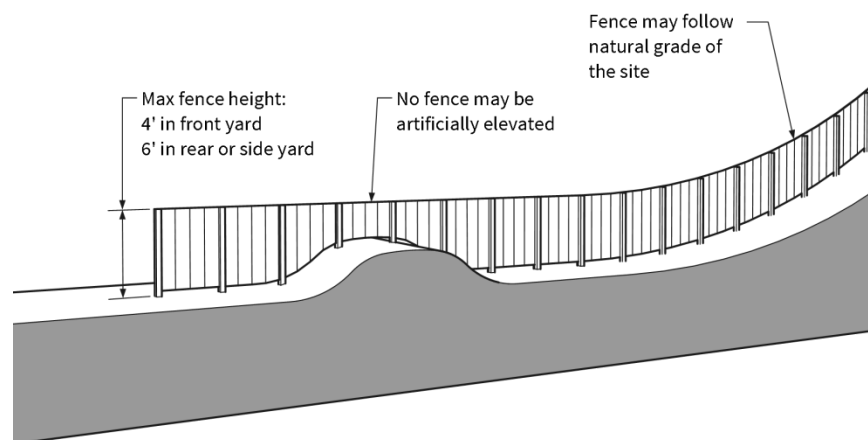 Max fence height:
4' in front yard
6' in rear or side yard
No fence may be
artificially elevated
Fence may follow
natural grade of
the site